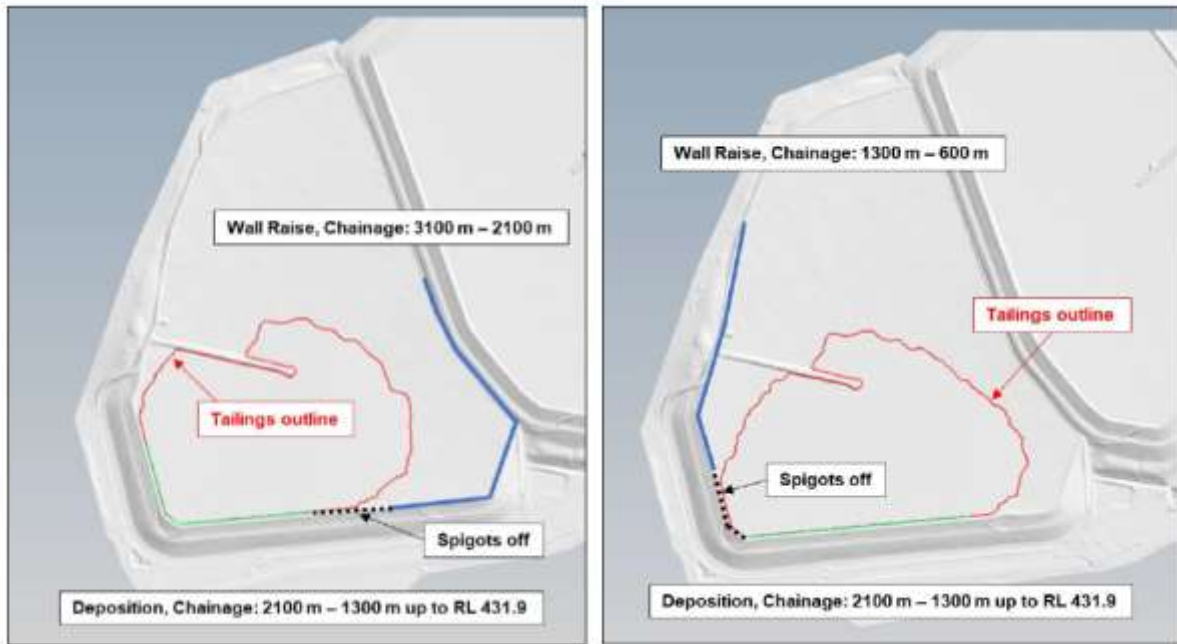 Wall Raise, Chainage: 3100 m – 2100 m
Tailings outline
Spigots off
Deposition, Chainage: 2100 m – 1300 m up to RL 431.9
Wall Raise, Chainage: 1300 m – 600 m
Tailings outline
Spigots off
Deposition, Chainage: 2100 m – 1300 m up to RL 431.9